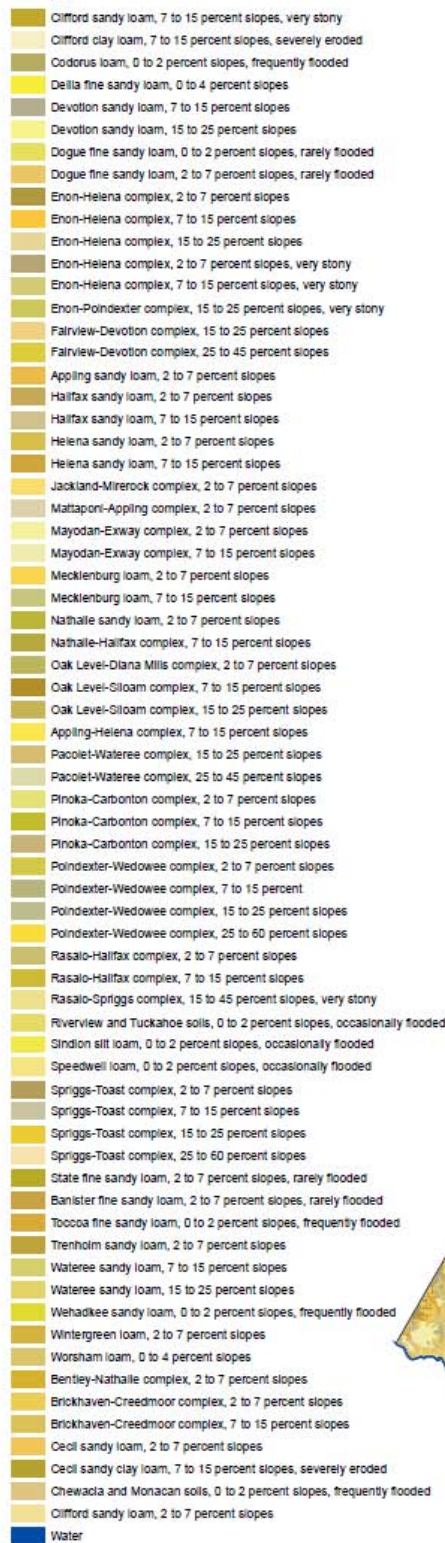 Clifford sandy loam, 7 to 15 percent slopes, very stony
Clifford clay loam, 7 to 15 percent slopes, severely eroded
Codorus loam, 0 to 2 percent slopes, frequently flooded
Delila fine sandy loam, 0 to 4 percent slopes
Devotion sandy loam, 7 to 15 percent slopes
Devotion sandy loam, 15 to 25 percent slopes
Dogue fine sandy loam, 0 to 2 percent slopes, rarely flooded
Dogue fine sandy loam, 2 to 7 percent slopes, rarely flooded
Enon-Helena complex, 2 to 7 percent slopes
Enon-Helena complex, 7 to 15 percent slopes
Enon-Helena complex, 15 to 25 percent slopes
Enon-Helena complex, 2 to 7 percent slopes, very stony
Enon-Helena complex, 7 to 15 percent slopes, very stony
Enon-Poindexter complex, 15 to 25 percent slopes, very stony
Fairview-Devotion complex, 15 to 25 percent slopes
Fairview-Devotion complex, 25 to 45 percent slopes
Appling sandy loam, 2 to 7 percent slopes
Halifax sandy loam, 2 to 7 percent slopes
Halifax sandy loam, 7 to 15 percent slopes
Helena sandy loam, 2 to 7 percent slopes
Helena sandy loam, 7 to 15 percent slopes
Jackland-Mirerock complex, 2 to 7 percent slopes
Mattaponi-Appling complex, 2 to 7 percent slopes
Mayodan-Exway complex, 2 to 7 percent slopes
Mayodan-Exway complex, 7 to 15 percent slopes
Mecklenburg loam, 2 to 7 percent slopes
Mecklenburg loam, 7 to 15 percent slopes
Nathalie sandy loam, 2 to 7 percent slopes
Nathalie-Halifax complex, 7 to 15 percent slopes
Oak Level-Diana Mills complex, 2 to 7 percent slopes
Oak Level-Siloam complex, 7 to 15 percent slopes
Oak Level-Siloam complex, 15 to 25 percent slopes
Appling-Helena complex, 7 to 15 percent slopes
Pacolet-Wateree complex, 15 to 25 percent slopes
Pacolet-Wateree complex, 25 to 45 percent slopes
Pinoka-Carbonton complex, 2 to 7 percent slopes
Pinoka-Carbonton complex, 7 to 15 percent slopes
Pinoka-Carbonton complex, 15 to 25 percent slopes
Poindexter-Wedowee complex, 2 to 7 percent slopes
Poindexter-Wedowee complex, 7 to 15 percent
Poindexter-Wedowee complex, 15 to 25 percent slopes
Poindexter-Wedowee complex, 25 to 60 percent slopes
Rasalo-Halifax complex, 2 to 7 percent slopes
Rasalo-Halifax complex, 7 to 15 percent slopes
Rasalo-Spriggs complex, 15 to 45 percent slopes, very stony
Riverview and Tuckahoe soils, 0 to 2 percent slopes, occasionally flooded
Sindion silt loam, 0 to 2 percent slopes, occasionally flooded
Speedwell loam, 0 to 2 percent slopes, occasionally flooded
Spriggs-Toast complex, 2 to 7 percent slopes
Spriggs-Toast complex, 7 to 15 percent slopes
Spriggs-Toast complex, 15 to 25 percent slopes
Spriggs-Toast complex, 25 to 60 percent slopes
State fine sandy loam, 2 to 7 percent slopes, rarely flooded
Banister fine sandy loam, 2 to 7 percent slopes, rarely flooded
Toccoa fine sandy loam, 0 to 2 percent slopes, frequently flooded
Trenholm sandy loam, 2 to 7 percent slopes
Wateree sandy loam, 7 to 15 percent slopes
Wateree sandy loam, 15 to 25 percent slopes
Wehadkee sandy loam, 0 to 2 percent slopes, frequently flooded
Wintergreen loam, 2 to 7 percent slopes
Worsham loam, 0 to 4 percent slopes
Bentley-Nathalie complex, 2 to 7 percent slopes
Brickhaven-Creedmoor complex, 2 to 7 percent slopes
Brickhaven-Creedmoor complex, 7 to 15 percent slopes
Cecil sandy loam, 2 to 7 percent slopes
Cecil sandy clay loam, 7 to 15 percent slopes, severely eroded
Chewacla and Monacan soils, 0 to 2 percent slopes, frequently flooded
Clifford sandy loam, 2 to 7 percent slopes
Water